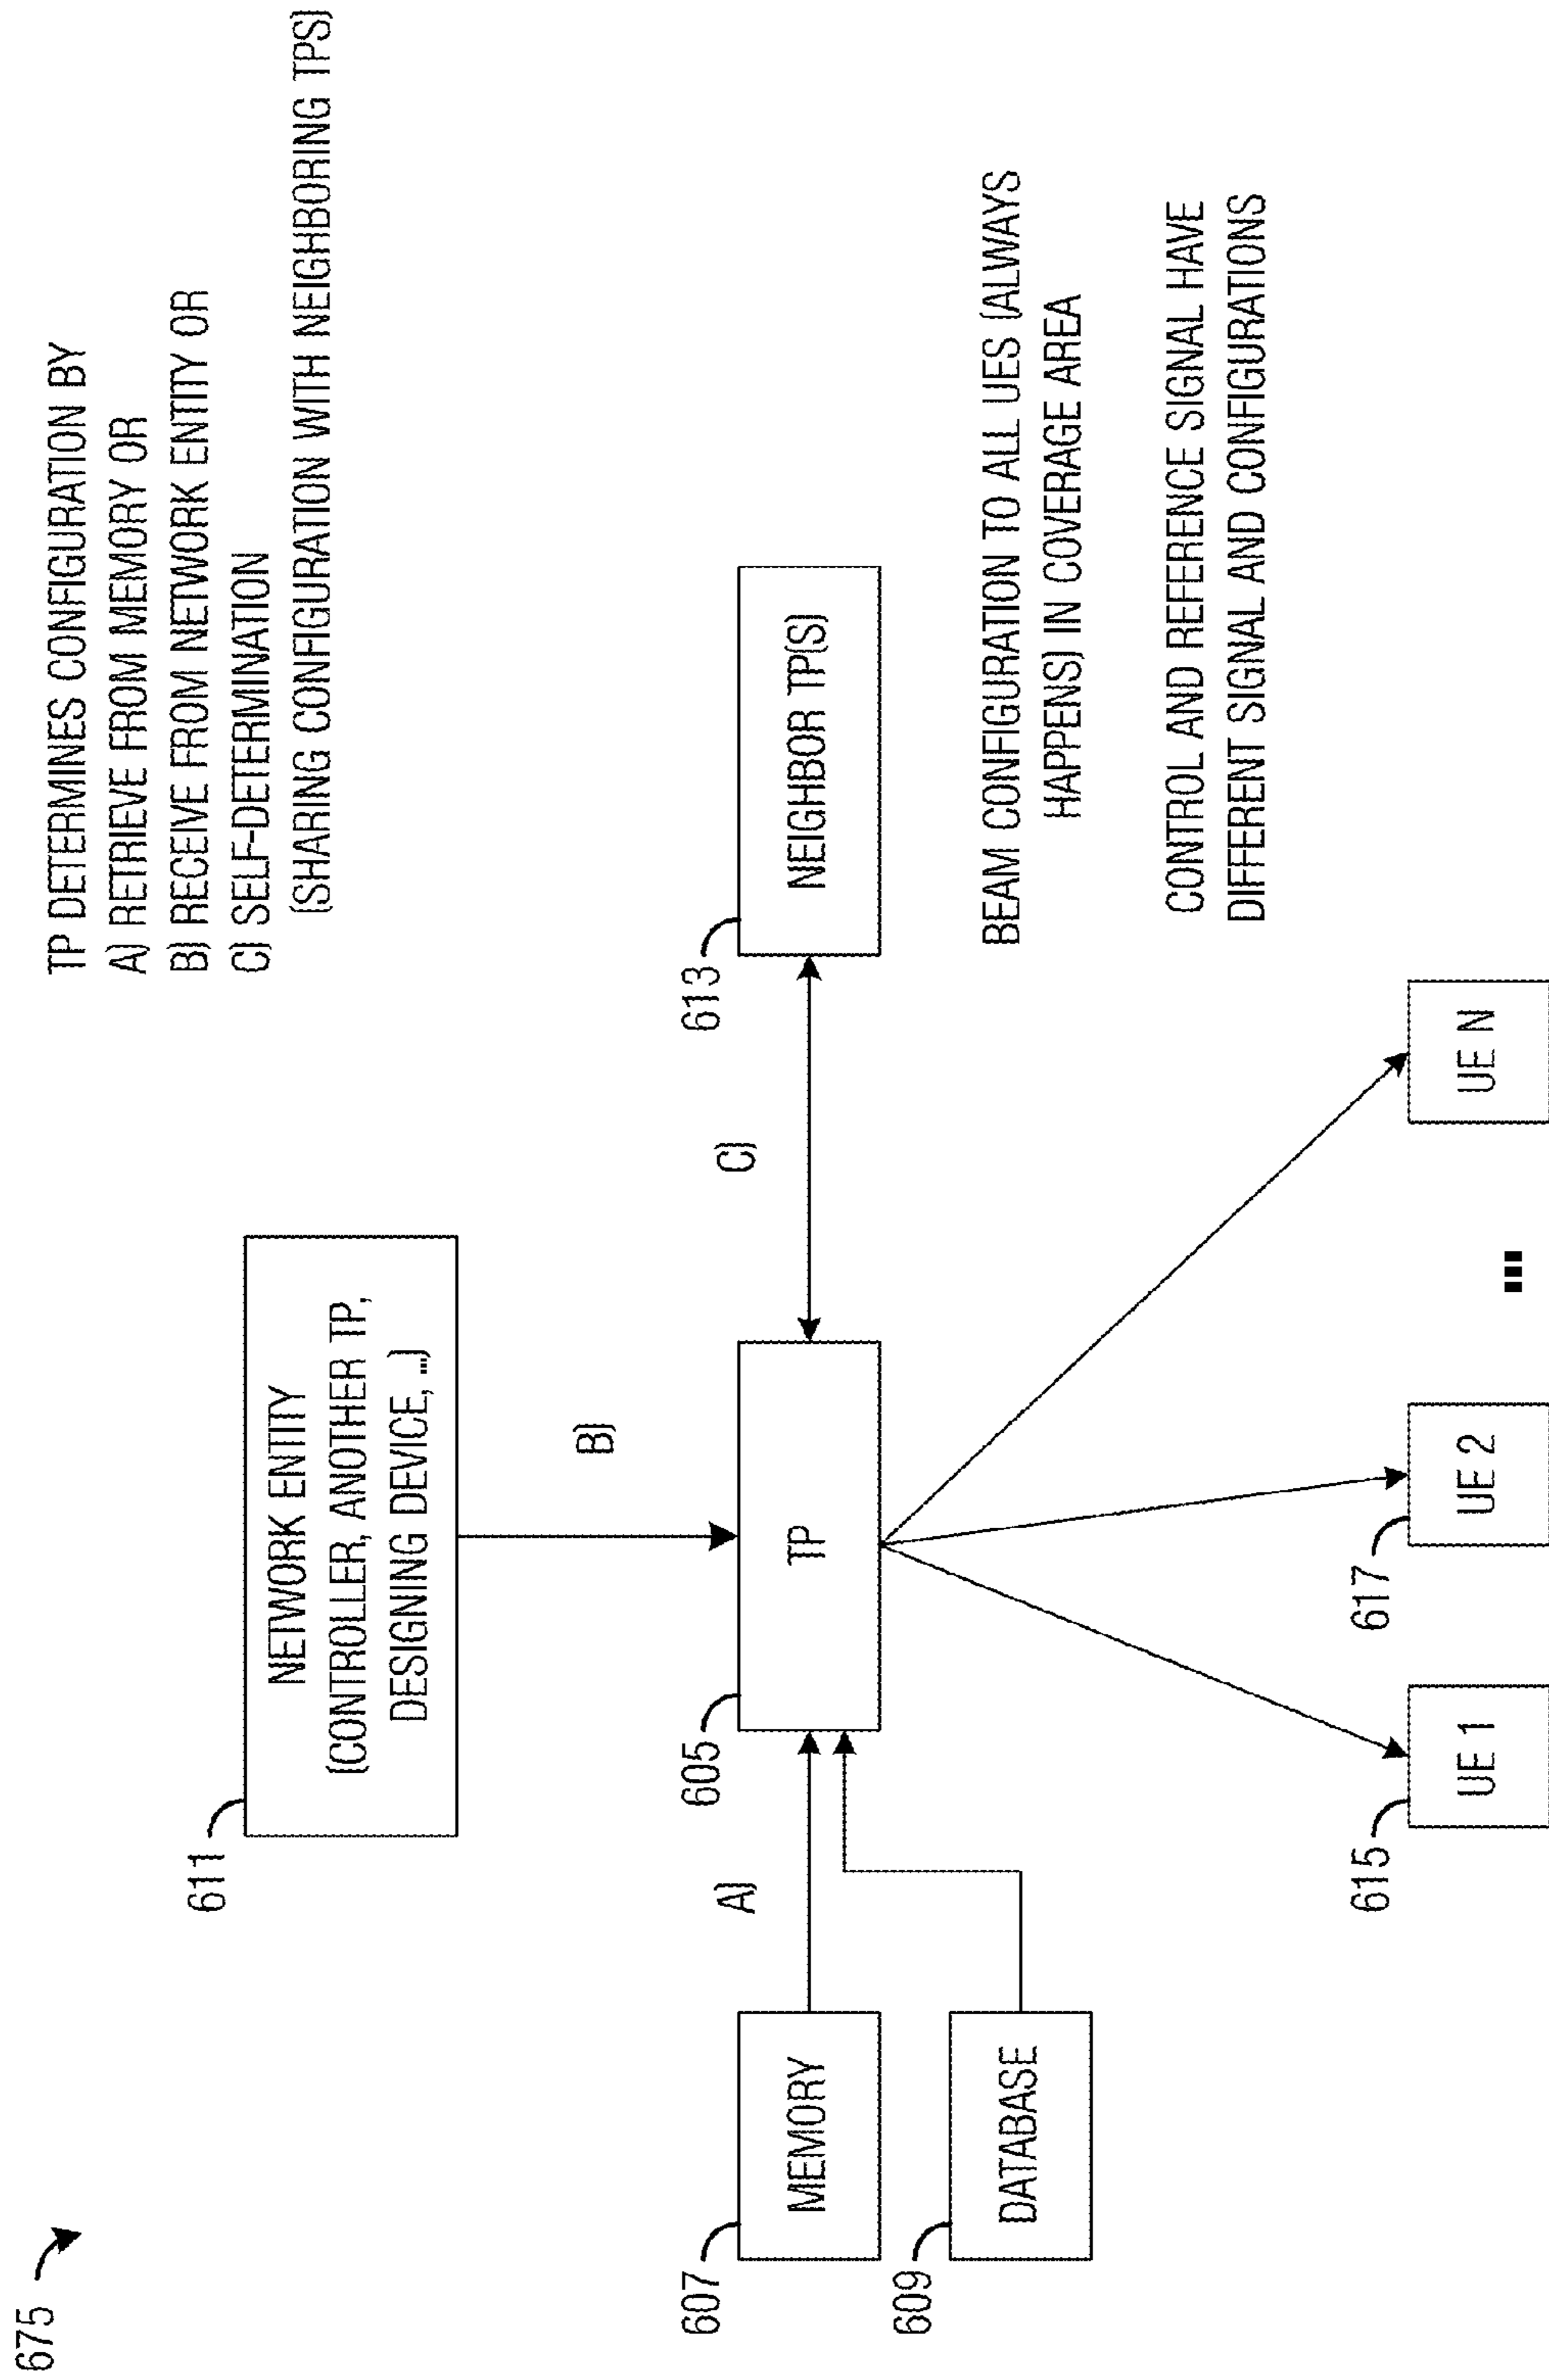 675
TP DETERMINES CONFIGURATION BY
A) RETRIEVE FROM MEMORY OR
B) RECEIVE FROM NETWORK ENTITY OR
C) SELF-DETERMINATION
(SHARING CONFIGURATION WITH NEIGHBORING TPS)
611
NETWORK ENTITY
(CONTROLLER, ANOTHER TP,
DESIGNING DEVICE, ...)
B)
607
MEMORY
A)
605
TP
C)
613
NEIGHBOR TP(S)
609
DATABASE
BEAM CONFIGURATION TO ALL UES (ALWAYS
HAPPENS) IN COVERAGE AREA
CONTROL AND REFERENCE SIGNAL HAVE
DIFFERENT SIGNAL AND CONFIGURATIONS
615
UE 1
617
UE 2
...
UE N